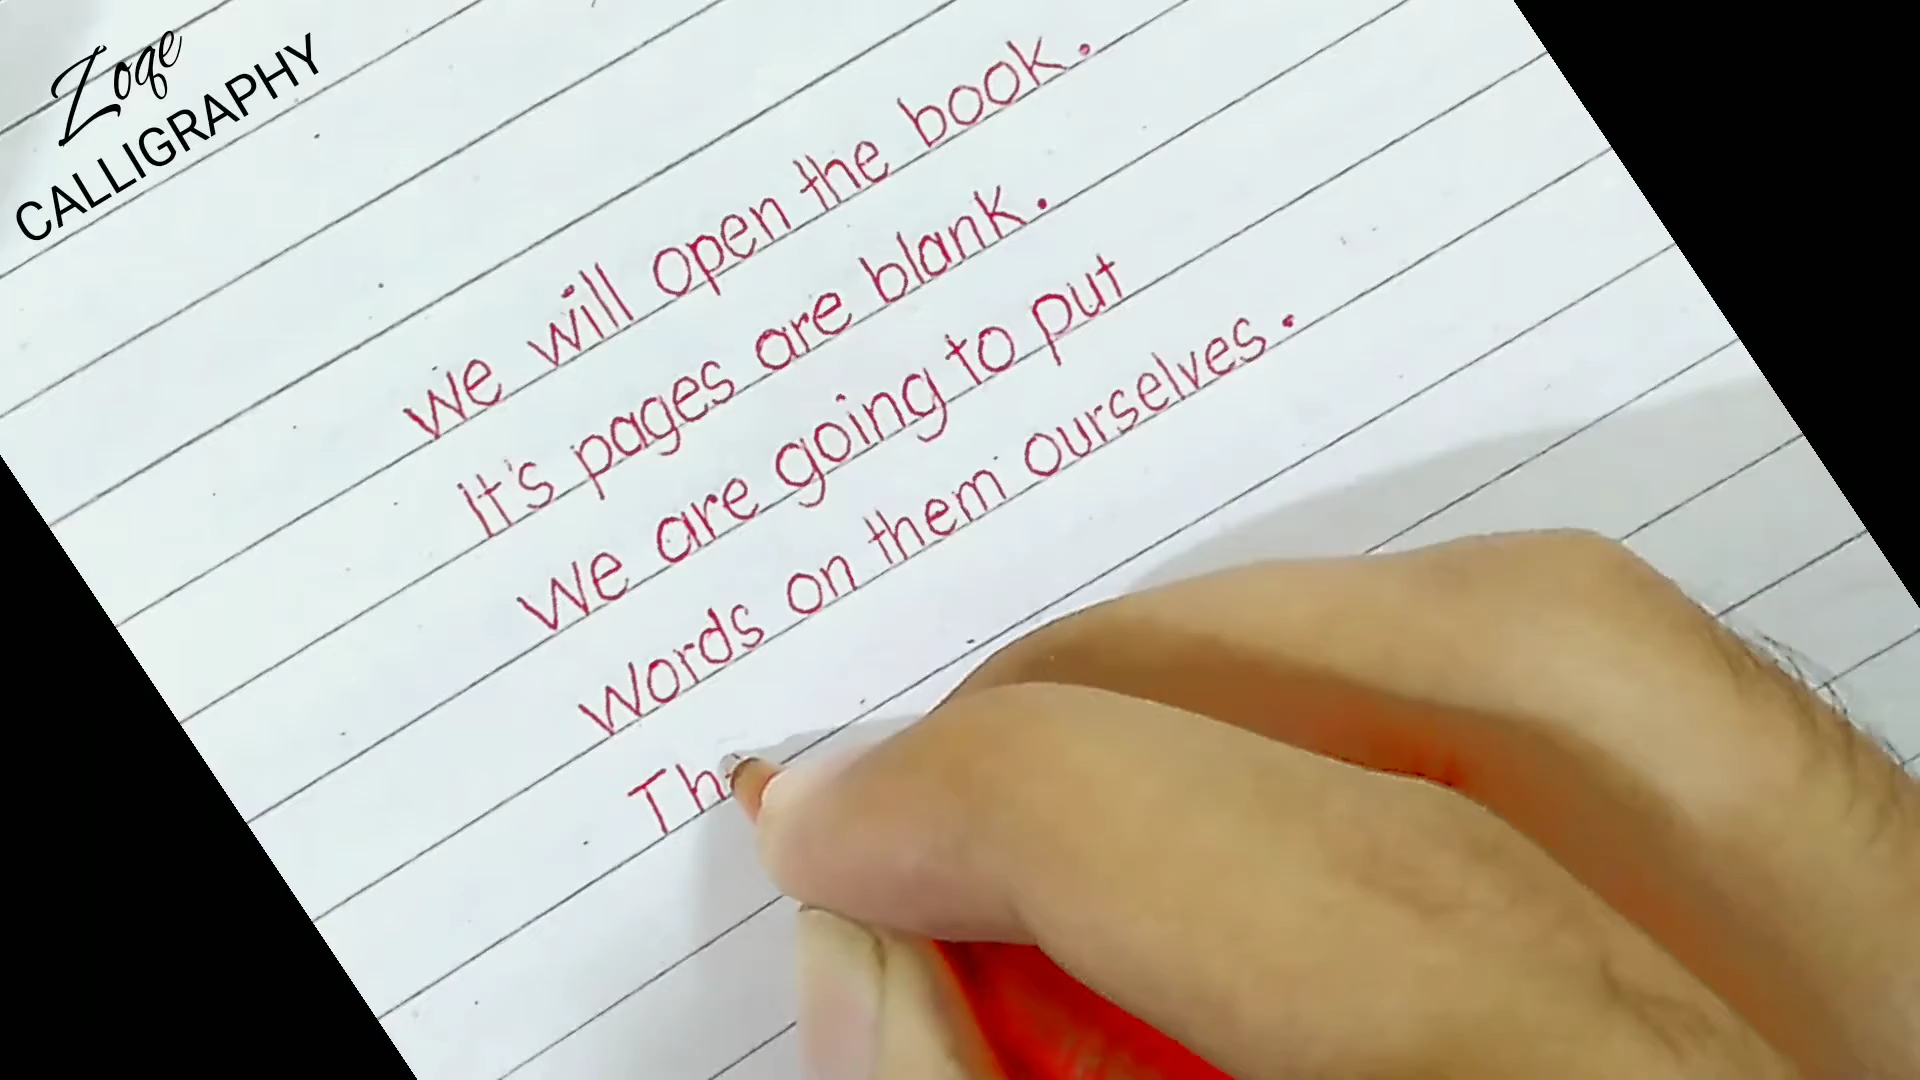 Zoqe
CALLIGRAPHY
We will open the book.
It's pages are blank.
We are going to put
Words on them ourselves.
Th